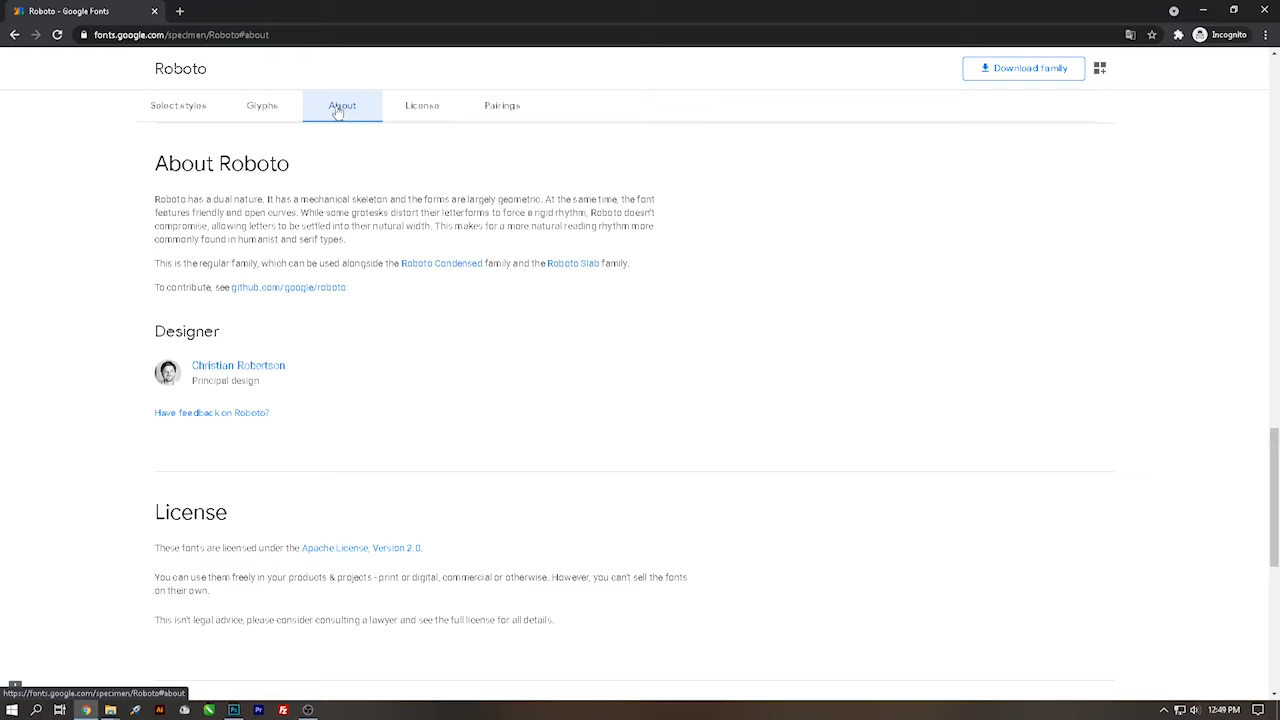 Roboto - Google Fonts
fonts.google.com/specimen/Roboto#about
Incognito
Roboto
Download family
Select styles
Glyphs
About
License
Pairings
About Roboto
Roboto has a dual nature. It has a mechanical skeleton and the forms are largely geometric. At the same time, the font
features friendly and open curves. While some grotesks distort their letterforms to force a rigid rhythm, Roboto doesn't
compromise, allowing letters to be settled into their natural width. This makes for a more natural reading rhythm more
commonly found in humanist and serif types.
This is the regular family, which can be used alongside the Roboto Condensed family and the Roboto Slab family.
To contribute, see github.com/google/roboto
Designer
Christian Robertson
Principal design
Have feedback on Roboto?
License
These fonts are licensed under the Apache License, Version 2.0.
You can use them freely in your products & projects - print or digital, commercial or otherwise. However, you can't sell the fonts
on their own.
This isn't legal advice, please consider consulting a lawyer and see the full license for all details.
https://fonts.google.com/specimen/Roboto#about
Ai
Ps
Pr
12:49 PM